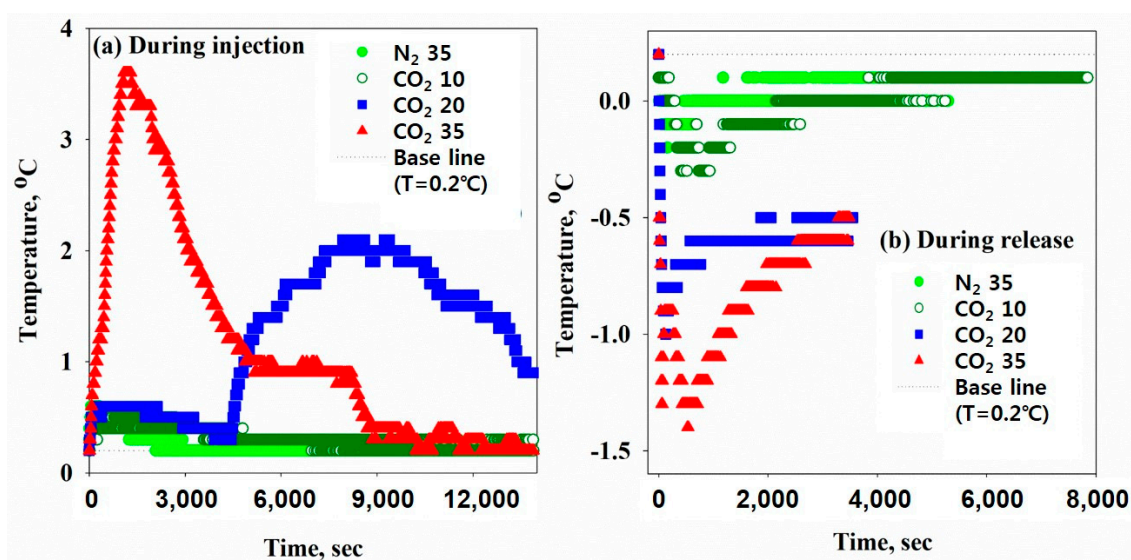 (a) During injection
N₂ 35
CO₂ 10
CO₂ 20
CO₂ 35
Base line
(T=0.2℃)
Temperature, ⁰C
4
3
2
1
0
0 3,000 6,000 9,000 12,000
Time, sec
(b) During release
N₂ 35
CO₂ 10
CO₂ 20
CO₂ 35
Base line
(T=0.2℃)
Temperature, ⁰C
0.0
-0.5
-1.0
-1.5
0 2,000 4,000 6,000 8,000
Time, sec